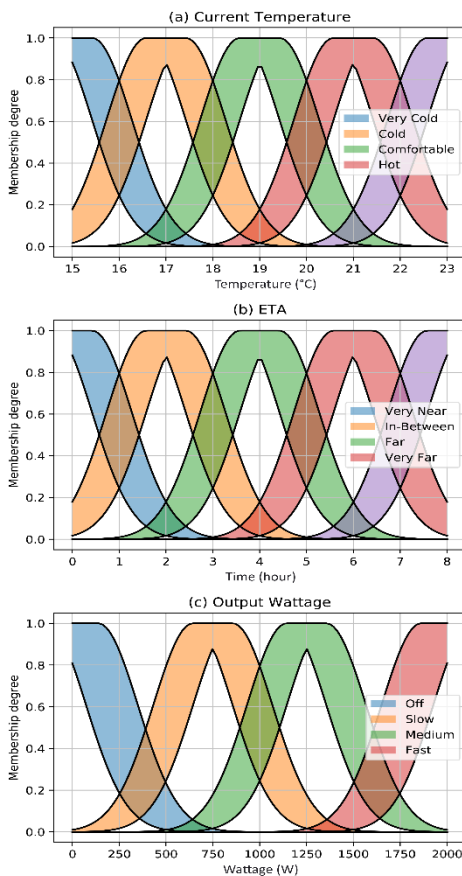 (a) Current Temperature
Membership degree
1.0
0.8
0.6
0.4
0.2
0.0
Very Cold
Cold
Comfortable
Hot
15 16 17 18 19 20 21 22 23
Temperature (°C)
(b) ETA
Membership degree
1.0
0.8
0.6
0.4
0.2
0.0
Very Near
In-Between
Far
Very Far
0 1 2 3 4 5 6 7 8
Time (hour)
(c) Output Wattage
Membership degree
1.0
0.8
0.6
0.4
0.2
0.0
Off
Slow
Medium
Fast
0 250 500 750 1000 1250 1500 1750 2000
Wattage (W)